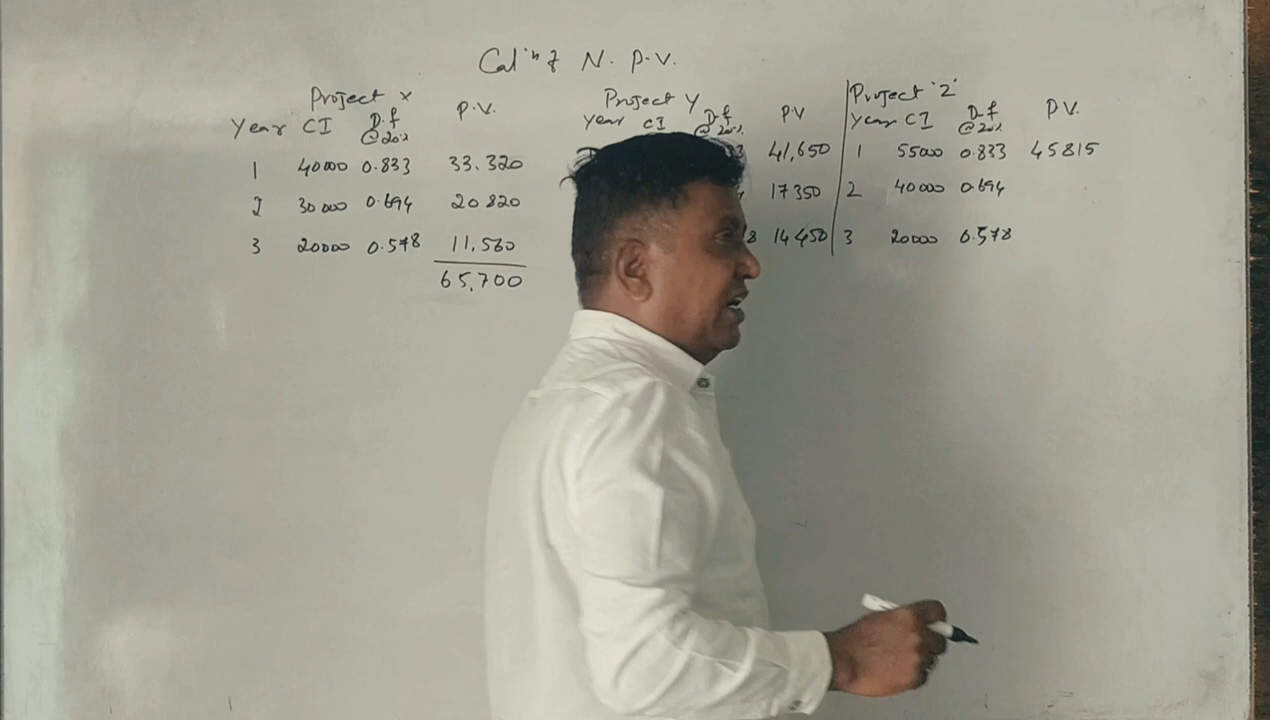 Cal'n of N. P.V.
Project X
Year CI D.f @20% P.V.
1 40000 0.833 33.320
2 30000 0.694 20820
3 20000 0.578 11,560
65,700
Project Y
Year CI D.f @20% PV
41,650
17350
8 14450
Project 'Z'
Year CI D.f @20% P.V.
1 55000 0.833 45815
2 40000 0.694
3 20000 0.578